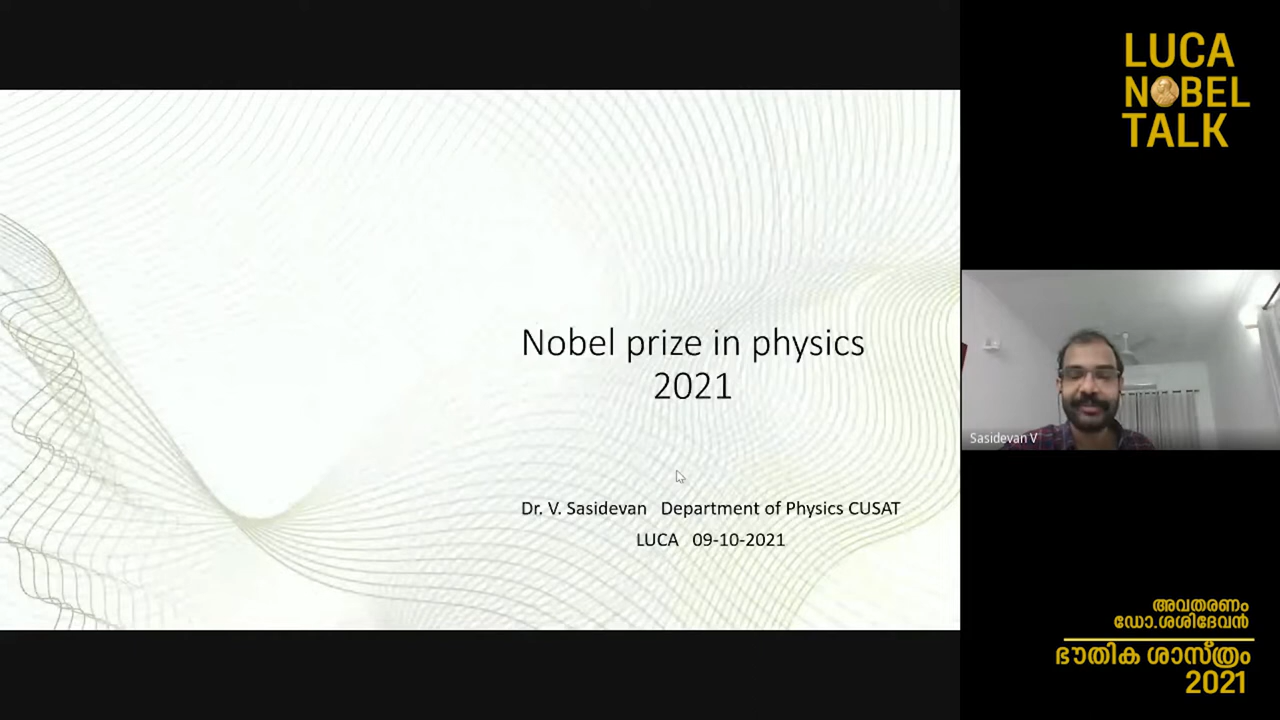 Nobel prize in physics
2021
Dr. V. Sasidevan Department of Physics CUSAT
LUCA 09-10-2021
LUCA
NOBEL
TALK
Sasidevan V
അവതരണം
ഡോ.ശശിദേവൻ
ഭൗതിക ശാസ്ത്രം
2021